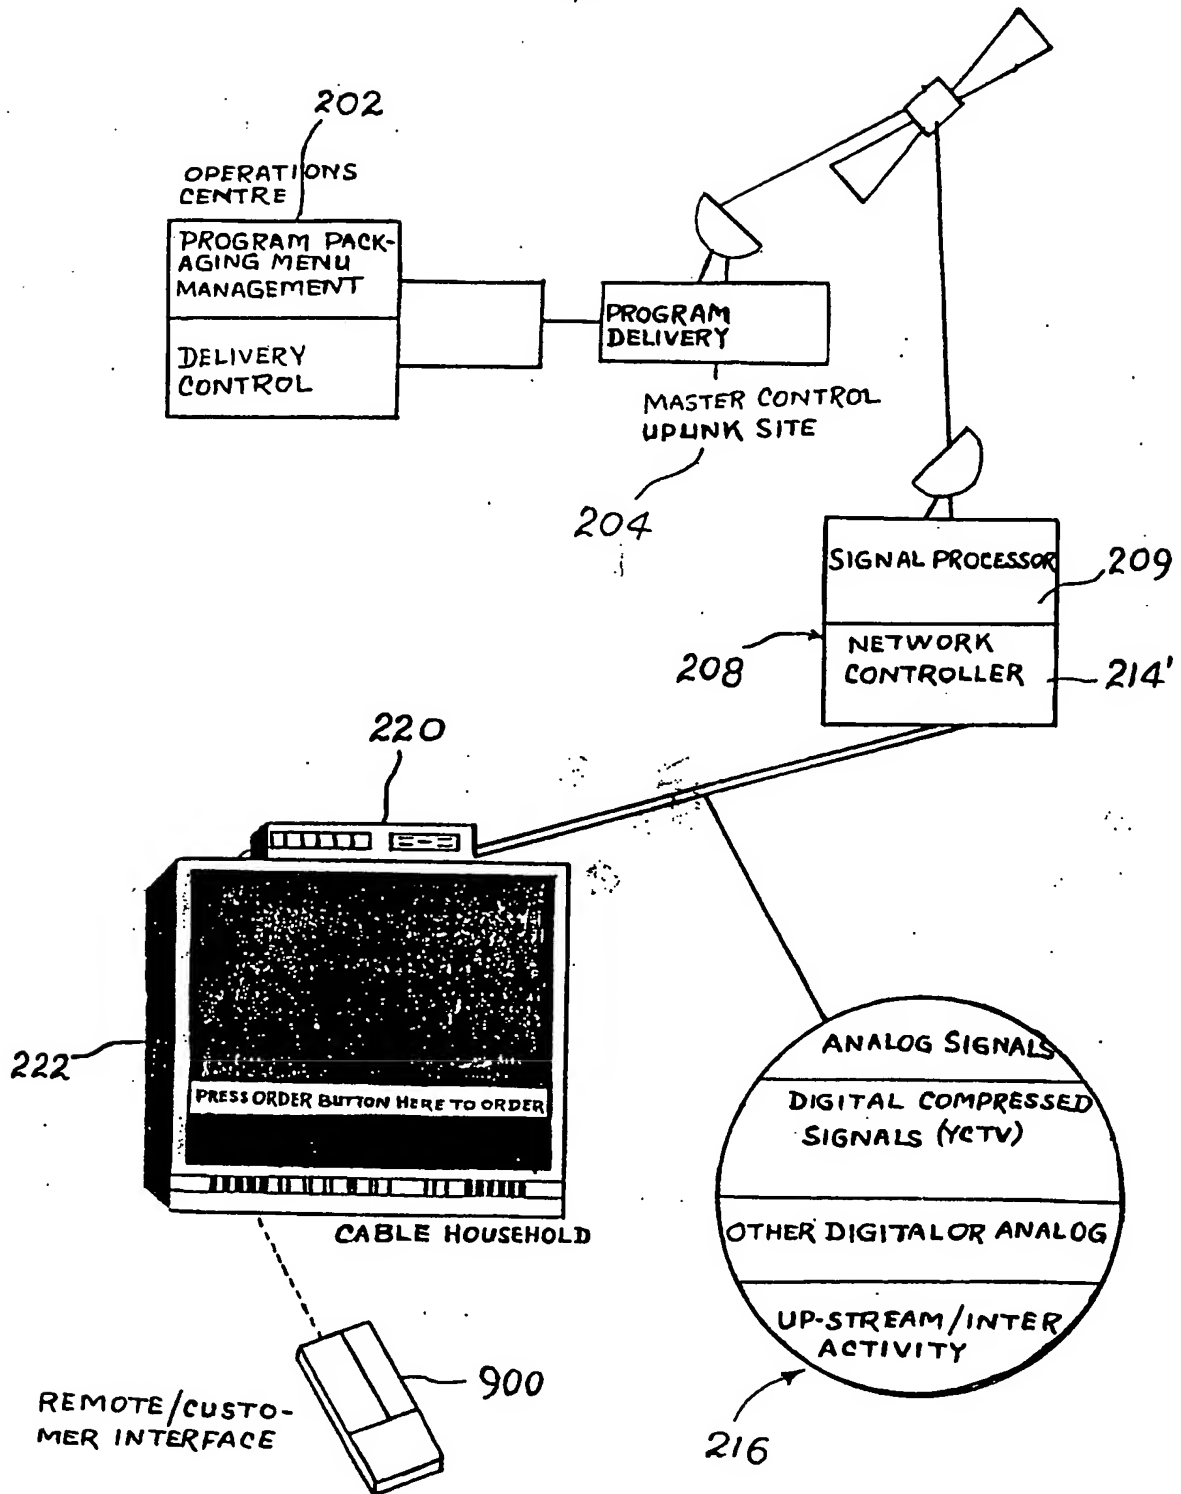 202
OPERATIONS
CENTRE
PROGRAM PACK-
AGING MENU
MANAGEMENT
DELIVERY
CONTROL
PROGRAM
DELIVERY
MASTER CONTROL
UPLINK SITE
204
SIGNAL PROCESSOR
209
208
NETWORK
CONTROLLER
214'
220
222
PRESS ORDER BUTTON HERE TO ORDER
CABLE HOUSEHOLD
ANALOG SIGNALS
DIGITAL COMPRESSED
SIGNALS (YCTV)
OTHER DIGITAL OR ANALOG
UP-STREAM/INTER
ACTIVITY
216
900
REMOTE/CUSTO-
MER INTERFACE